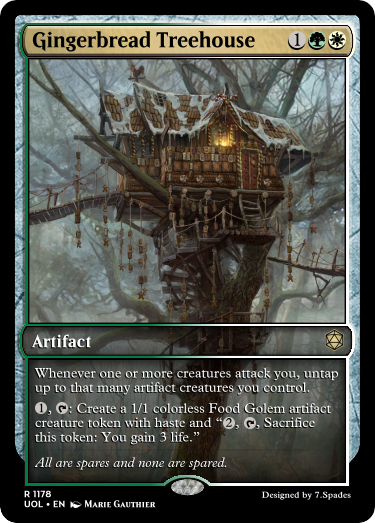 Gingerbread Treehouse 1
Artifact
Whenever one or more creatures attack you, untap
up to that many artifact creatures you control.
1, : Create a 1/1 colorless Food Golem artifact
creature token with haste and “2, , Sacrifice
this token: You gain 3 life.”
All are spares and none are spared.
R 1178
UOL • EN Marie Gauthier
Designed by 7.Spades